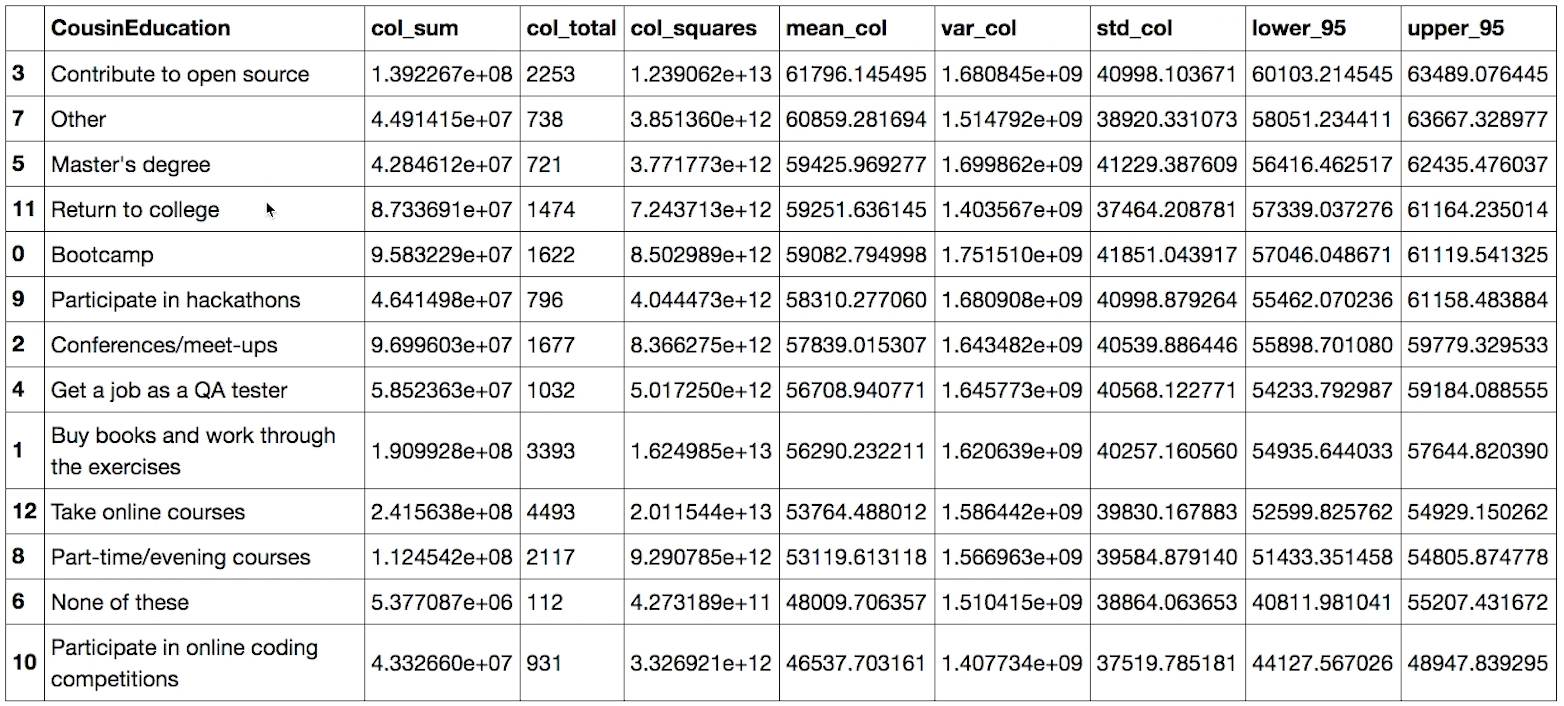 CousinEducation col_sum col_total col_squares mean_col var_col std_col lower_95 upper_95
3 Contribute to open source 1.392267e+08 2253 1.239062e+13 61796.145495 1.680845e+09 40998.103671 60103.214545 63489.076445
7 Other 4.491415e+07 738 3.851360e+12 60859.281694 1.514792e+09 38920.331073 58051.234411 63667.328977
5 Master's degree 4.284612e+07 721 3.771773e+12 59425.969277 1.699862e+09 41229.387609 56416.462517 62435.476037
11 Return to college 8.733691e+07 1474 7.243713e+12 59251.636145 1.403567e+09 37464.208781 57339.037276 61164.235014
0 Bootcamp 9.583229e+07 1622 8.502989e+12 59082.794998 1.751510e+09 41851.043917 57046.048671 61119.541325
9 Participate in hackathons 4.641498e+07 796 4.044473e+12 58310.277060 1.680908e+09 40998.879264 55462.070236 61158.483884
2 Conferences/meet-ups 9.699603e+07 1677 8.366275e+12 57839.015307 1.643482e+09 40539.886446 55898.701080 59779.329533
4 Get a job as a QA tester 5.852363e+07 1032 5.017250e+12 56708.940771 1.645773e+09 40568.122771 54233.792987 59184.088555
1 Buy books and work through
the exercises 1.909928e+08 3393 1.624985e+13 56290.232211 1.620639e+09 40257.160560 54935.644033 57644.820390
12 Take online courses 2.415638e+08 4493 2.011544e+13 53764.488012 1.586442e+09 39830.167883 52599.825762 54929.150262
8 Part-time/evening courses 1.124542e+08 2117 9.290785e+12 53119.613118 1.566963e+09 39584.879140 51433.351458 54805.874778
6 None of these 5.377087e+06 112 4.273189e+11 48009.706357 1.510415e+09 38864.063653 40811.981041 55207.431672
10 Participate in online coding
competitions 4.332660e+07 931 3.326921e+12 46537.703161 1.407734e+09 37519.785181 44127.567026 48947.839295